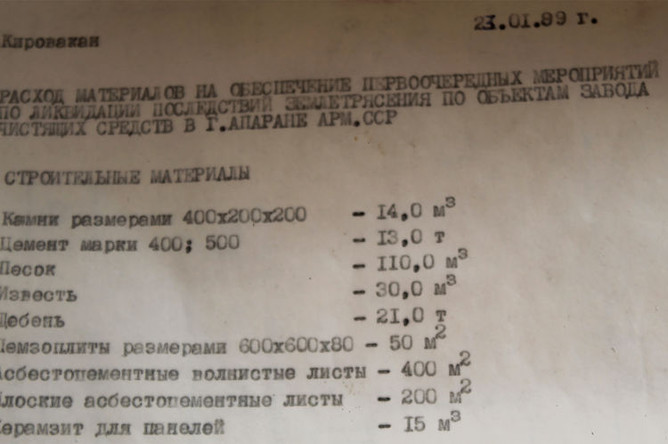 23.01.89 г.
Кировакан
РАСХОД МАТЕРИАЛОВ НА ОБЕСПЕЧЕНИЕ ПЕРВООЧЕРЕДНЫХ МЕРОПРИЯТИЙ
ПО ЛИКВИДАЦИИ ПОСЛЕДСТВИЙ ЗЕМЛЕТРЯСЕНИЯ ПО ОБЪЕКТАМ ЗАВОДА
ЧИСТЯЩИХ СРЕДСТВ В Г.АПАРАНЕ АРМ.ССР
СТРОИТЕЛЬНЫЕ МАТЕРИАЛЫ
Камни размерами 400х200х200 - 14,0 м³
Цемент марки 400; 500 - 13,0 т
Песок - 110,0 м³
Известь - 30,0 м³
Щебень - 21,0 т
Пемзоплиты размерами 600х600х80 - 50 м²
Асбестоцементные волнистые листы - 400 м²
Плоские асбестоцементные листы - 200 м²
Керамзит для панелей - 15 м³